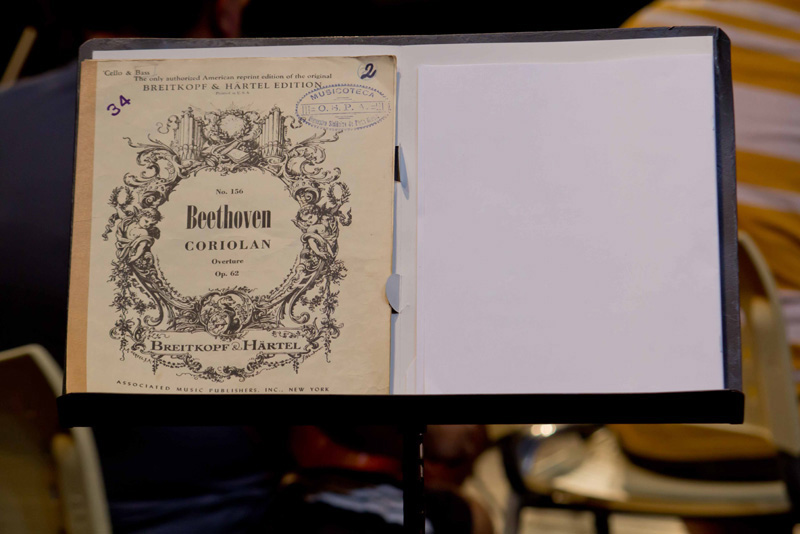 'Cello & Bass
The only authorized American reprint edition of the original
BREITKOPF & HÄRTEL EDITION
2
34
MUSICOTECA
O. S. P. A.
No. 156
Beethoven
CORIOLAN
Overture
Op. 62
BREITKOPF & HÄRTEL
ASSOCIATED MUSIC PUBLISHERS, INC., NEW YORK